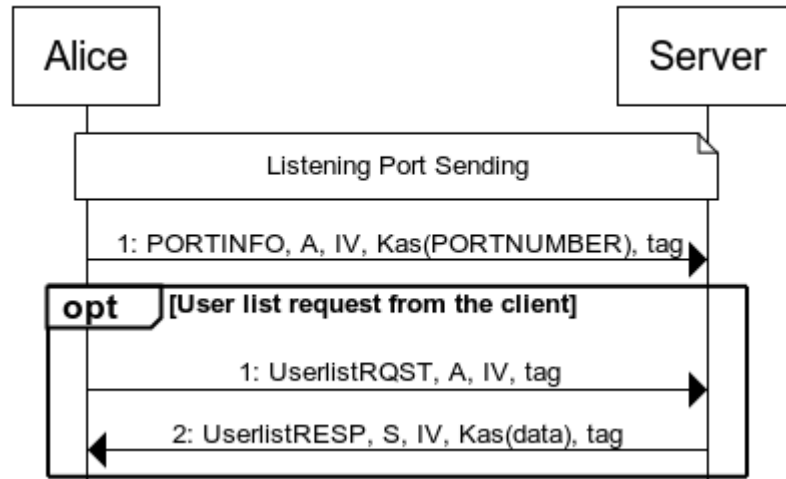 Alice
Server
Listening Port Sending
1: PORTINFO, A, IV, Kas(PORTNUMBER), tag
opt
[User list request from the client]
1: UserlistRQST, A, IV, tag
2: UserlistRESP, S, IV, Kas(data), tag